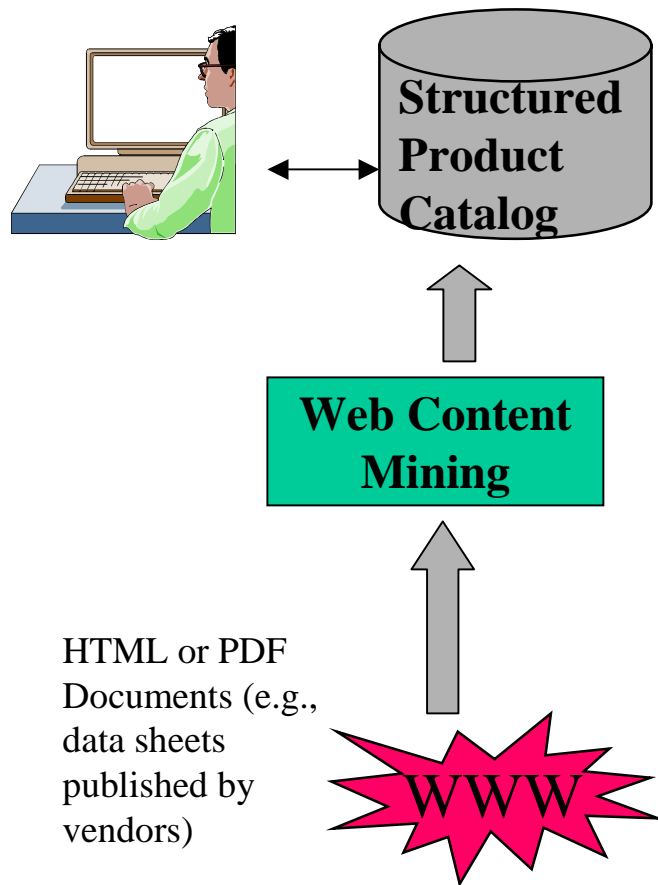 Structured
Product
Catalog
Web Content
Mining
HTML or PDF
Documents (e.g.,
data sheets
published by
vendors)
WWW